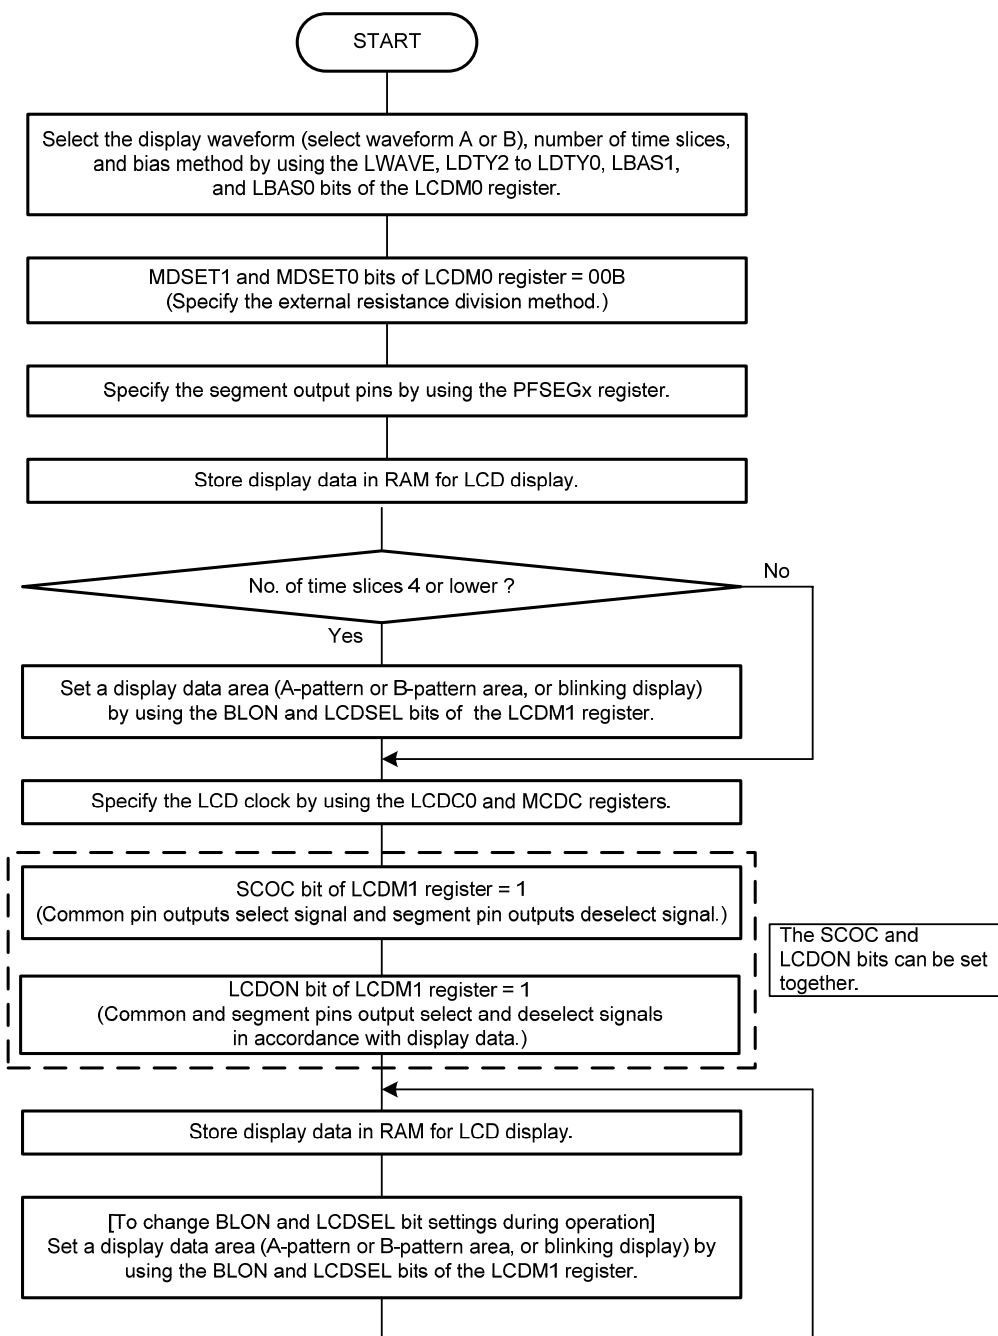 START
Select the display waveform (select waveform A or B), number of time slices,
and bias method by using the LWAVE, LDTY2 to LDTY0, LBAS1,
and LBAS0 bits of the LCDM0 register.
MDSET1 and MDSET0 bits of LCDM0 register = 00B
(Specify the external resistance division method.)
Specify the segment output pins by using the PFSEGx register.
Store display data in RAM for LCD display.
No. of time slices 4 or lower ?
No
Yes
Set a display data area (A-pattern or B-pattern area, or blinking display)
by using the BLON and LCDSEL bits of the LCDM1 register.
Specify the LCD clock by using the LCDC0 and MCDC registers.
SCOC bit of LCDM1 register = 1
(Common pin outputs select signal and segment pin outputs deselect signal.)
The SCOC and
LCDON bits can be set
together.
LCDON bit of LCDM1 register = 1
(Common and segment pins output select and deselect signals
in accordance with display data.)
Store display data in RAM for LCD display.
[To change BLON and LCDSEL bit settings during operation]
Set a display data area (A-pattern or B-pattern area, or blinking display) by
using the BLON and LCDSEL bits of the LCDM1 register.